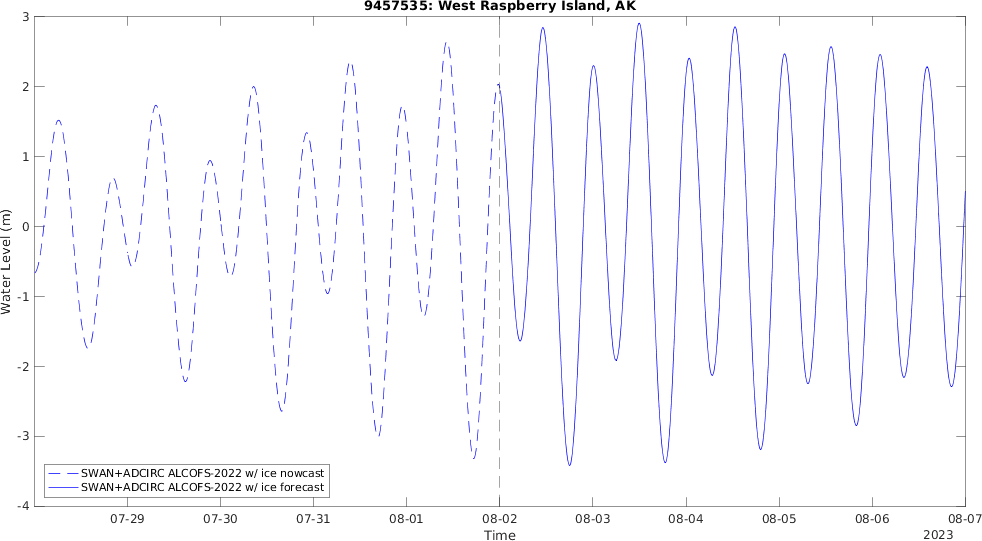 9457535: West Raspberry Island, AK
Water Level (m)
3
2
1
0
-1
-2
-3
-4
SWAN+ADCIRC ALCOFS-2022 w/ ice nowcast
SWAN+ADCIRC ALCOFS-2022 w/ ice forecast
07-29 07-30 07-31 08-01 08-02 08-03 08-04 08-05 08-06 08-07
Time
2023